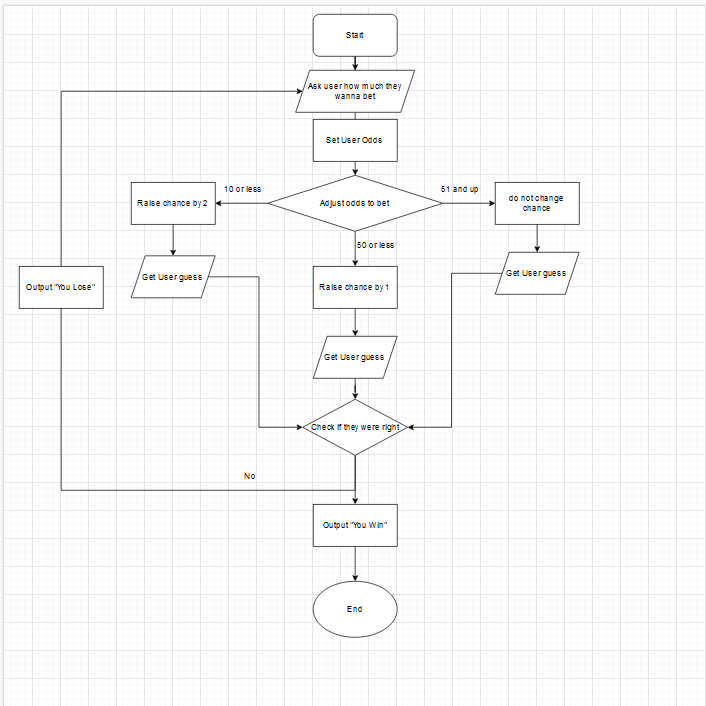 Start
Ask user how much they
wanna bet
Set User Odds
10 or less
51 and up
Raise chance by 2
Adjust odds to bet
do not change
chance
50 or less
Get User guess
Get User guess
Output "You Lose"
Raise chance by 1
Get User guess
Check if they were right
No
Output "You Win"
End